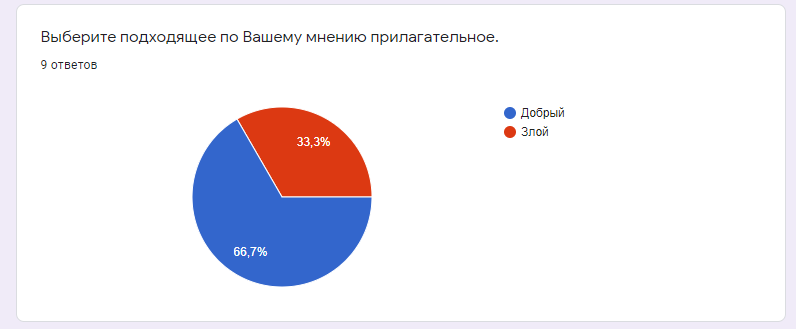 Выберите подходящее по Вашему мнению прилагательное.
9 ответов
Добрый
Злой
33,3%
66,7%